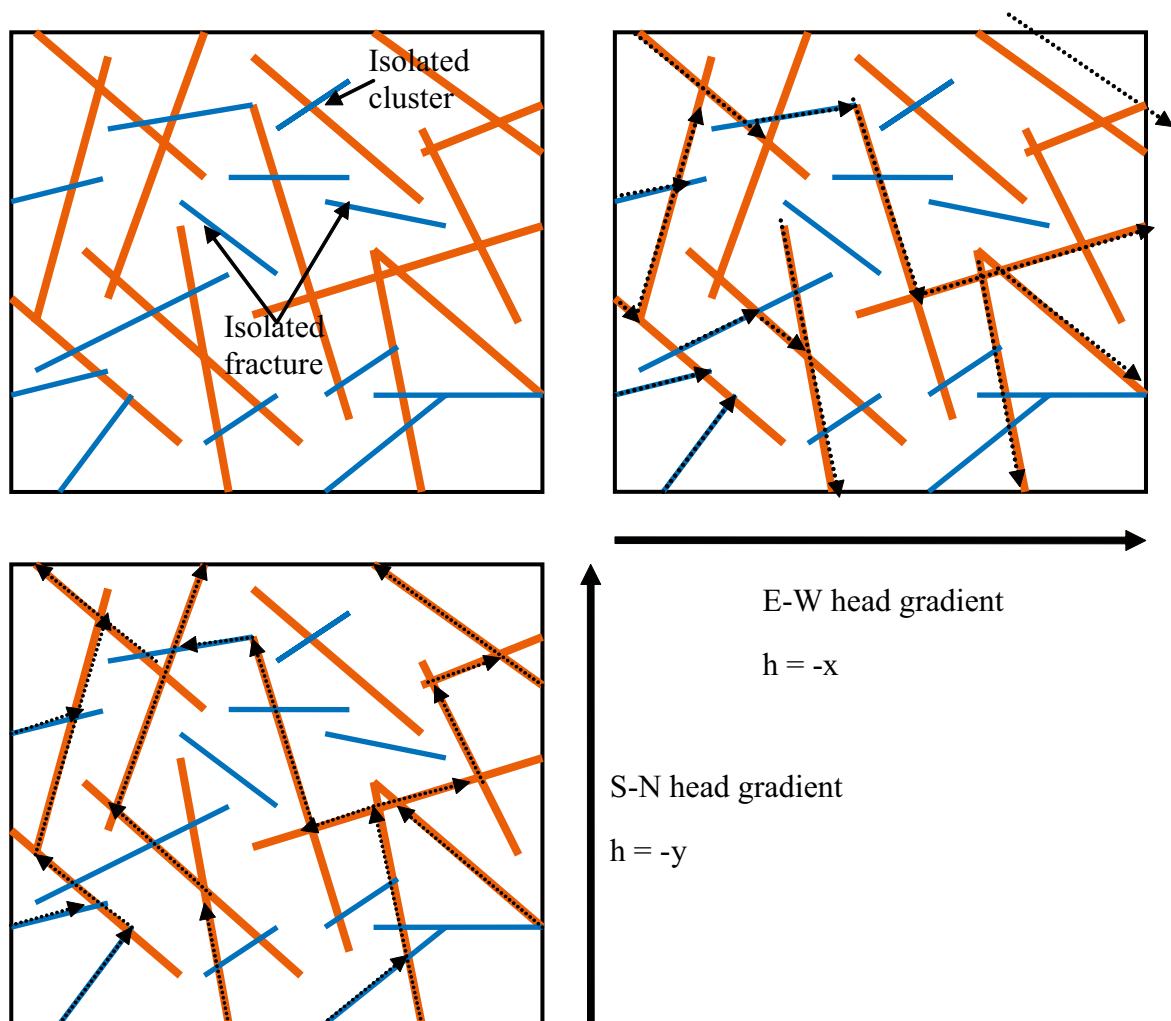 Isolated
cluster
Isolated
fracture
E-W head gradient
h = -x
S-N head gradient
h = -y